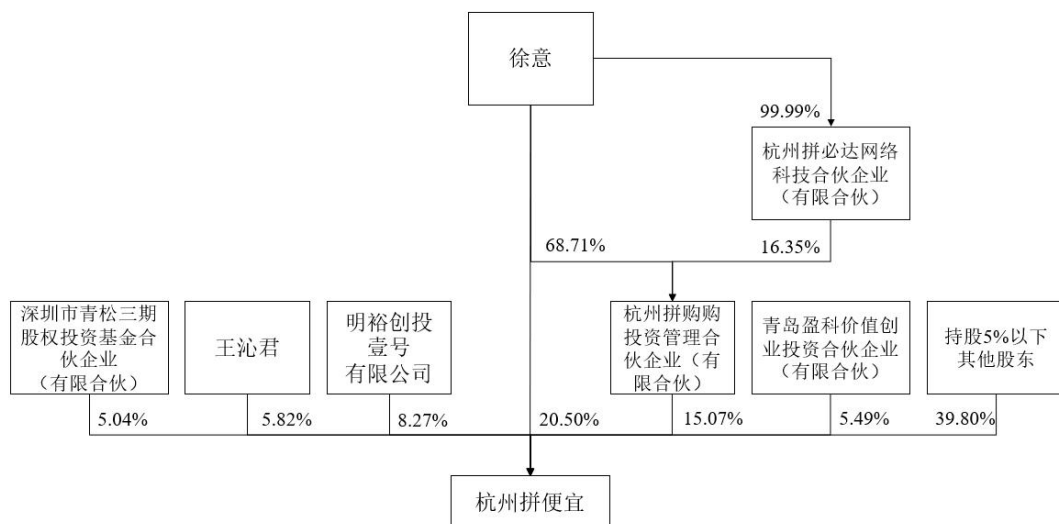 徐意
99.99%
杭州拼必达网络
科技合伙企业
（有限合伙）
68.71%
16.35%
深圳市青松三期
股权投资基金合
伙企业
（有限合伙）
王沁君
明裕创投
壹号
有限公司
杭州拼购购
投资管理合
伙企业（有
限合伙）
青岛盈科价值创
业投资合伙企业
（有限合伙）
持股5%以下
其他股东
5.04%
5.82%
8.27%
20.50%
15.07%
5.49%
39.80%
杭州拼便宜